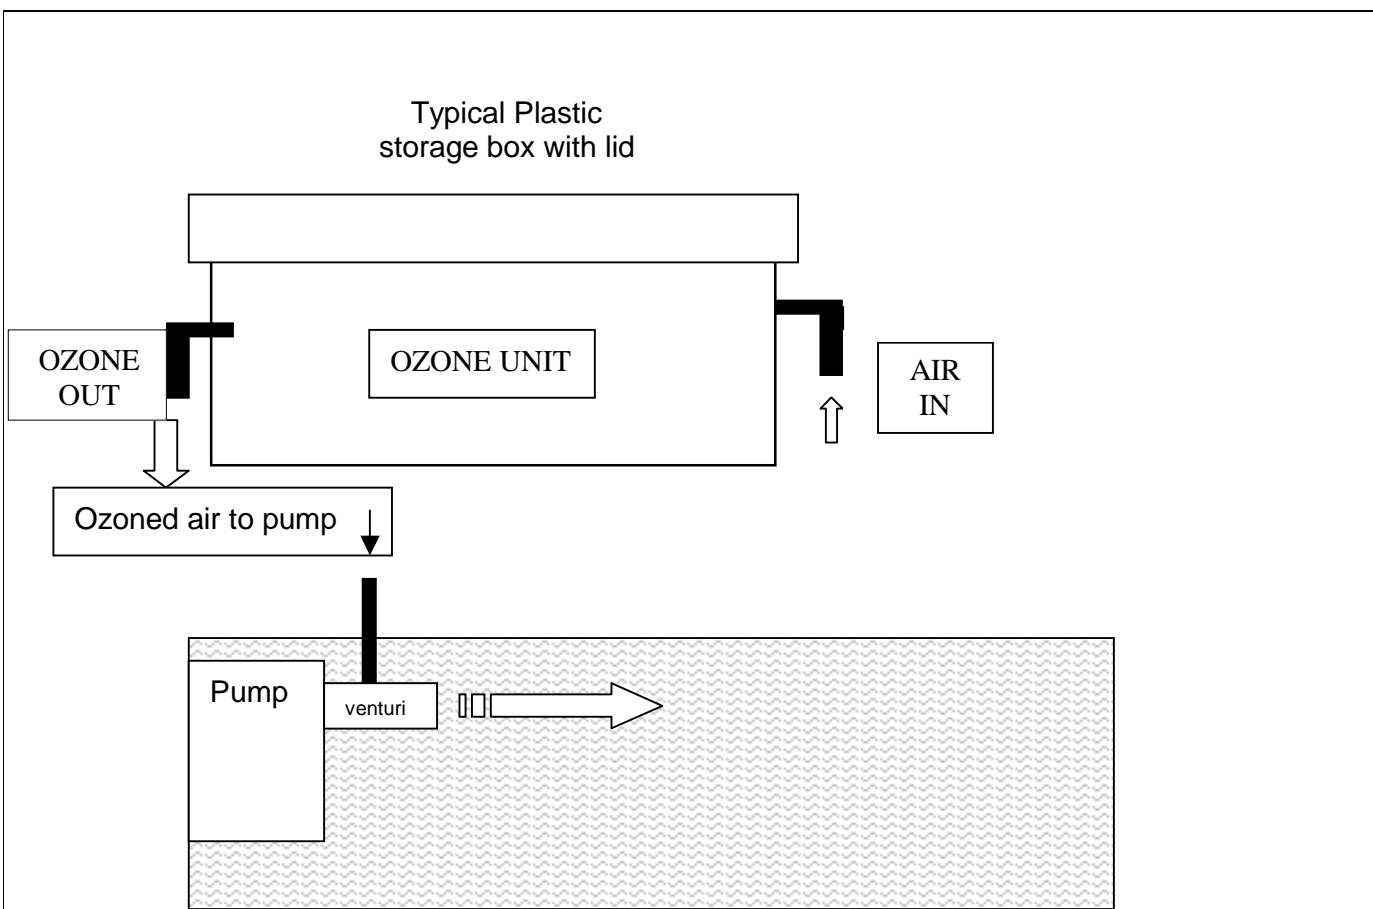 Typical Plastic
storage box with lid
OZONE
OUT
OZONE UNIT
AIR
IN
Ozoned air to pump
Pump
venturi